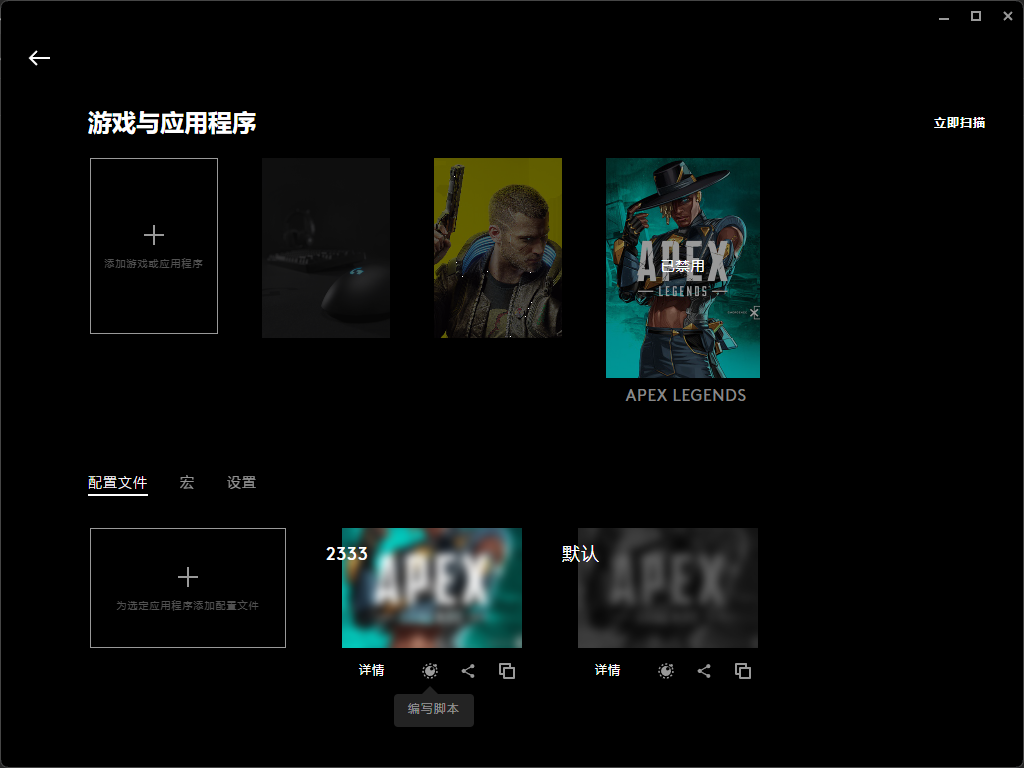 游戏与应用程序
立即扫描
添加游戏或应用程序
APEX
已禁用
LEGENDS
APEX LEGENDS
配置文件
宏
设置
为选定应用程序添加配置文件
2333
APEX
默认
APEX
详情
详情
编写脚本